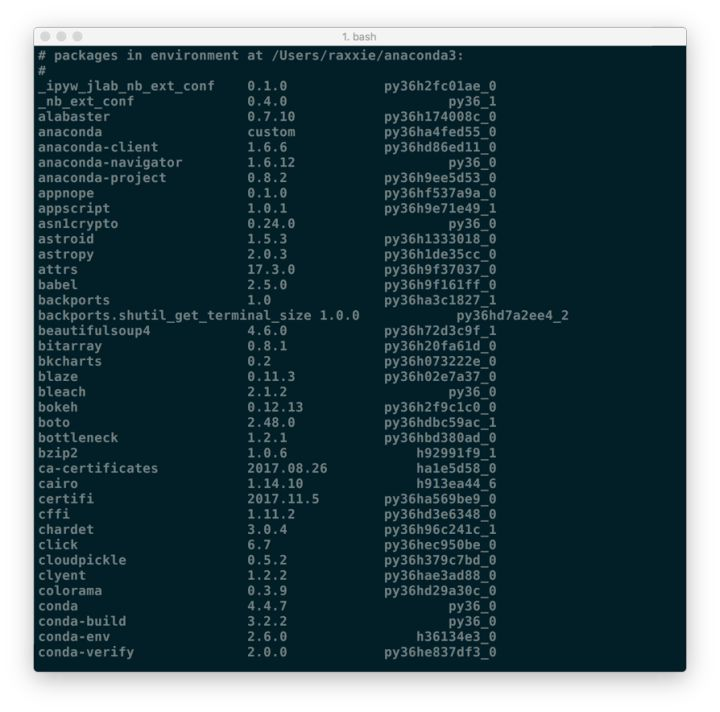 1. bash
# packages in environment at /Users/raxxie/anaconda3:
#
_ipyw_jlab_nb_ext_conf 0.1.0 py36h2fc01ae_0
_nb_ext_conf 0.4.0 py36_1
alabaster 0.7.10 py36h174008c_0
anaconda custom py36ha4fed55_0
anaconda-client 1.6.6 py36hd86ed11_0
anaconda-navigator 1.6.12 py36_0
anaconda-project 0.8.2 py36h9ee5d53_0
appnope 0.1.0 py36hf537a9a_0
appscript 1.0.1 py36h9e71e49_1
asn1crypto 0.24.0 py36_0
astroid 1.5.3 py36h1333018_0
astropy 2.0.3 py36h1de35cc_0
attrs 17.3.0 py36h9f37037_0
babel 2.5.0 py36h9f161ff_0
backports 1.0 py36ha3c1827_1
backports.shutil_get_terminal_size 1.0.0 py36hd7a2ee4_2
beautifulsoup4 4.6.0 py36h72d3c9f_1
bitarray 0.8.1 py36h20fa61d_0
bkcharts 0.2 py36h073222e_0
blaze 0.11.3 py36h02e7a37_0
bleach 2.1.2 py36_0
bokeh 0.12.13 py36h2f9c1c0_0
boto 2.48.0 py36hdbc59ac_1
bottleneck 1.2.1 py36hbd380ad_0
bzip2 1.0.6 h92991f9_1
ca-certificates 2017.08.26 ha1e5d58_0
cairo 1.14.10 h913ea44_6
certifi 2017.11.5 py36ha569be9_0
cffi 1.11.2 py36hd3e6348_0
chardet 3.0.4 py36h96c241c_1
click 6.7 py36hec950be_0
cloudpickle 0.5.2 py36h379c7bd_0
clyent 1.2.2 py36hae3ad88_0
colorama 0.3.9 py36hd29a30c_0
conda 4.4.7 py36_0
conda-build 3.2.2 py36_0
conda-env 2.6.0 h36134e3_0
conda-verify 2.0.0 py36he837df3_0